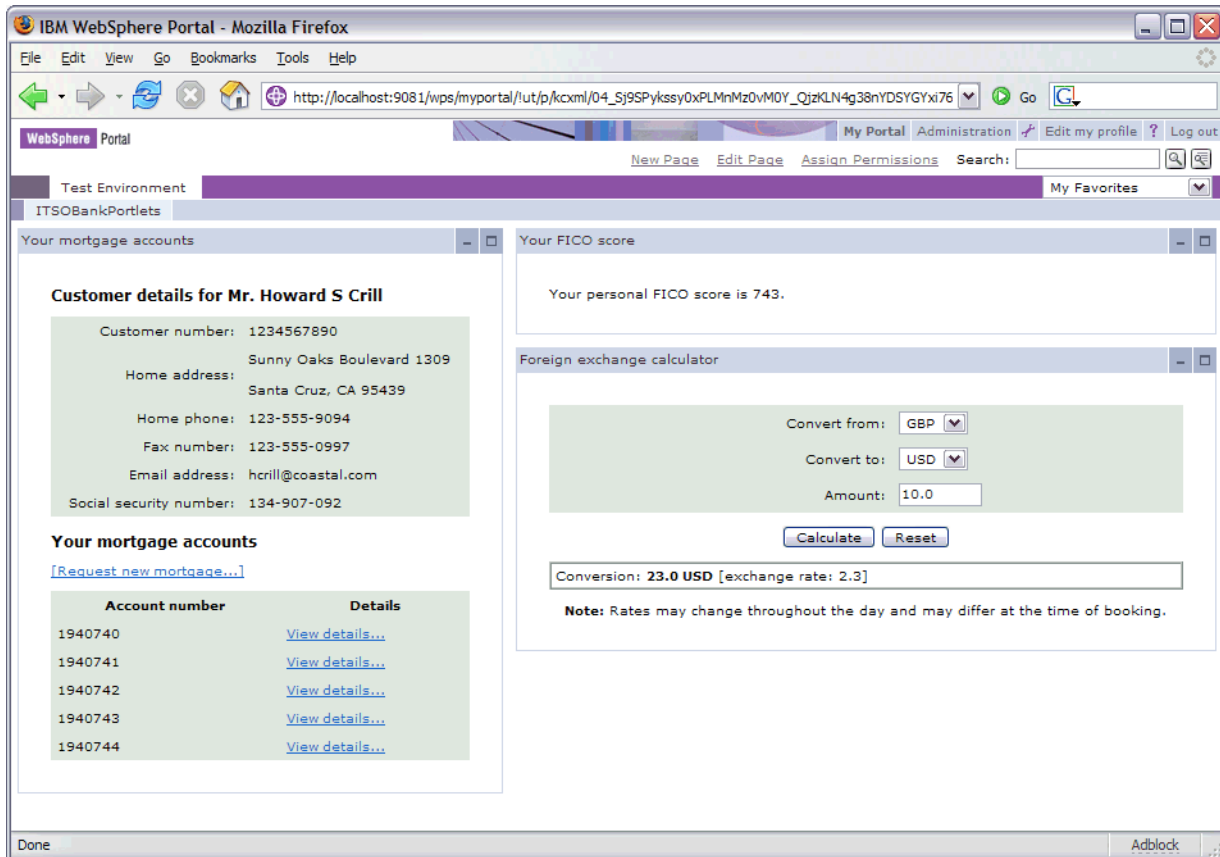 IBM WebSphere Portal - Mozilla Firefox
File Edit View Go Bookmarks Tools Help
http://localhost:9081/wps/myportal/!ut/p/kcxml/04_Sj9SPykssy0xPLMnMz0vM0Y_QjzKLN4g38nYDSYGYxi76 Go G
WebSphere Portal
My Portal Administration Edit my profile ? Log out
New Page Edit Page Assign Permissions Search:
Test Environment
My Favorites
ITSOBankPortlets
Your mortgage accounts
Customer details for Mr. Howard S Crill
Customer number: 1234567890
Home address: Sunny Oaks Boulevard 1309
Santa Cruz, CA 95439
Home phone: 123-555-9094
Fax number: 123-555-0997
Email address: hcrill@coastal.com
Social security number: 134-907-092
Your mortgage accounts
[Request new mortgage...]
Account number Details
1940740 View details...
1940741 View details...
1940742 View details...
1940743 View details...
1940744 View details...
Your FICO score
Your personal FICO score is 743.
Foreign exchange calculator
Convert from: GBP
Convert to: USD
Amount: 10.0
Calculate Reset
Conversion: 23.0 USD [exchange rate: 2.3]
Note: Rates may change throughout the day and may differ at the time of booking.
Done
Adblock